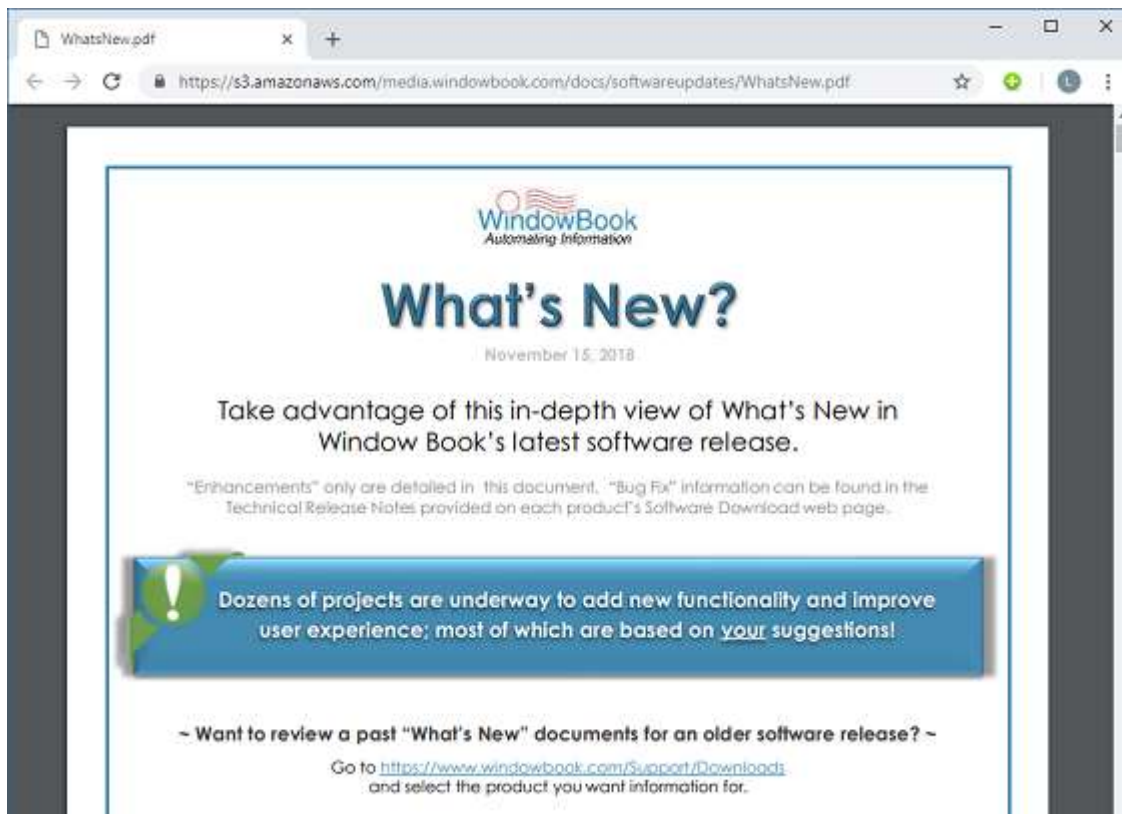 WhatsNew.pdf
https://s3.amazonaws.com/media.windowbook.com/docs/softwareupdates/WhatsNew.pdf
L
WindowBook
Automating Information
What's New?
November 15, 2018
Take advantage of this in-depth view of What's New in
Window Book's latest software release.
"Enhancements" only are detailed in this document. "Bug Fix" information can be found in the
Technical Release Notes provided on each product's Software Download web page.
! Dozens of projects are underway to add new functionality and improve
user experience; most of which are based on your suggestions!
~ Want to review a past "What's New" documents for an older software release? ~
Go to https://www.windowbook.com/Support/Downloads
and select the product you want information for.